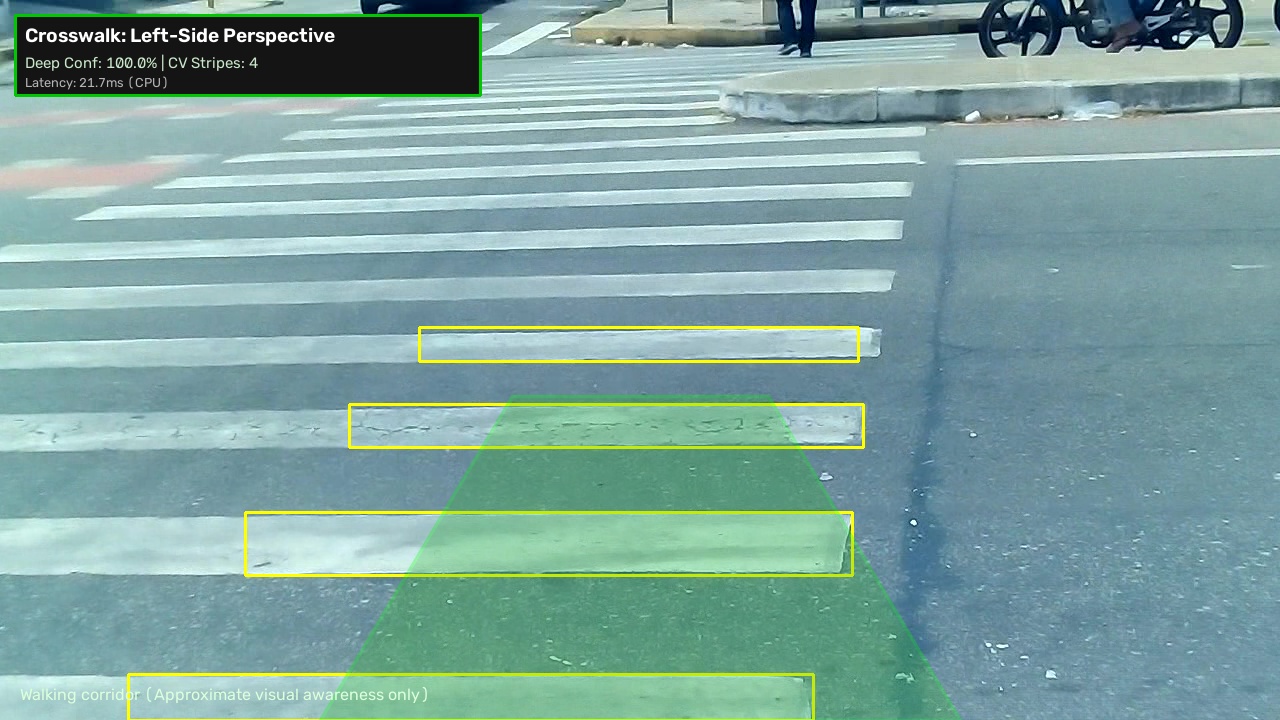 Crosswalk: Left-Side Perspective
Deep Conf: 100.0% | CV Stripes: 4
Latency: 21.7ms (CPU)
Walking corridor (Approximate visual awareness only)